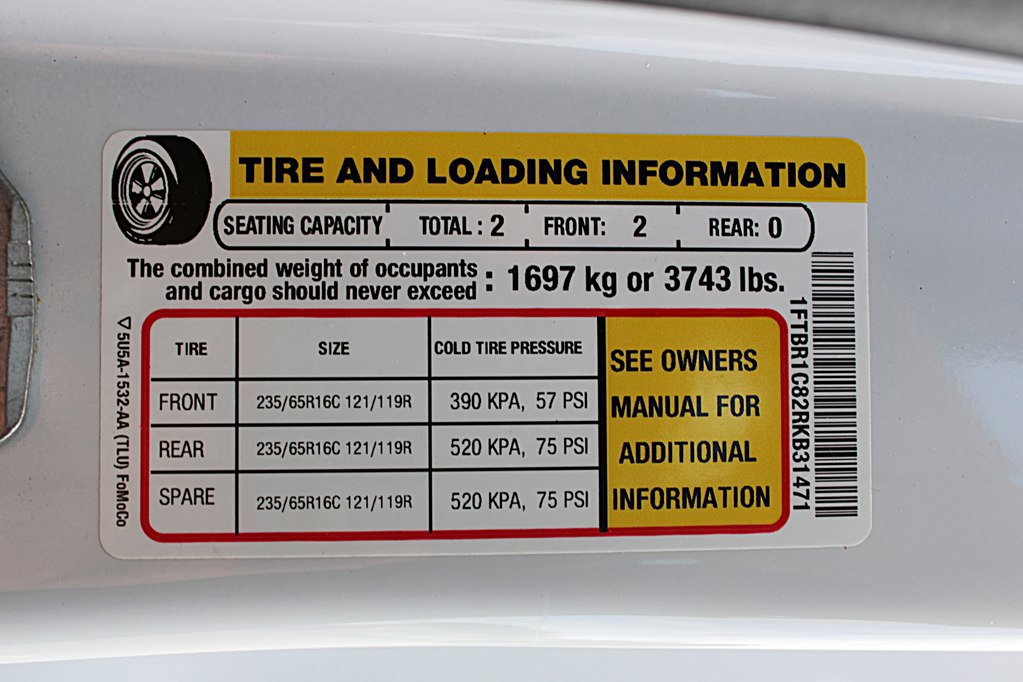 TIRE AND LOADING INFORMATION
SEATING CAPACITY TOTAL : 2 FRONT: 2 REAR: 0
The combined weight of occupants
and cargo should never exceed : 1697 kg or 3743 lbs.
TIRE SIZE COLD TIRE PRESSURE
FRONT 235/65R16C 121/119R 390 KPA, 57 PSI
REAR 235/65R16C 121/119R 520 KPA, 75 PSI
SPARE 235/65R16C 121/119R 520 KPA, 75 PSI
SEE OWNERS
MANUAL FOR
ADDITIONAL
INFORMATION
1FTBR1C82RKB31471
5U5A-1532-AA (TLU) FoMoCo